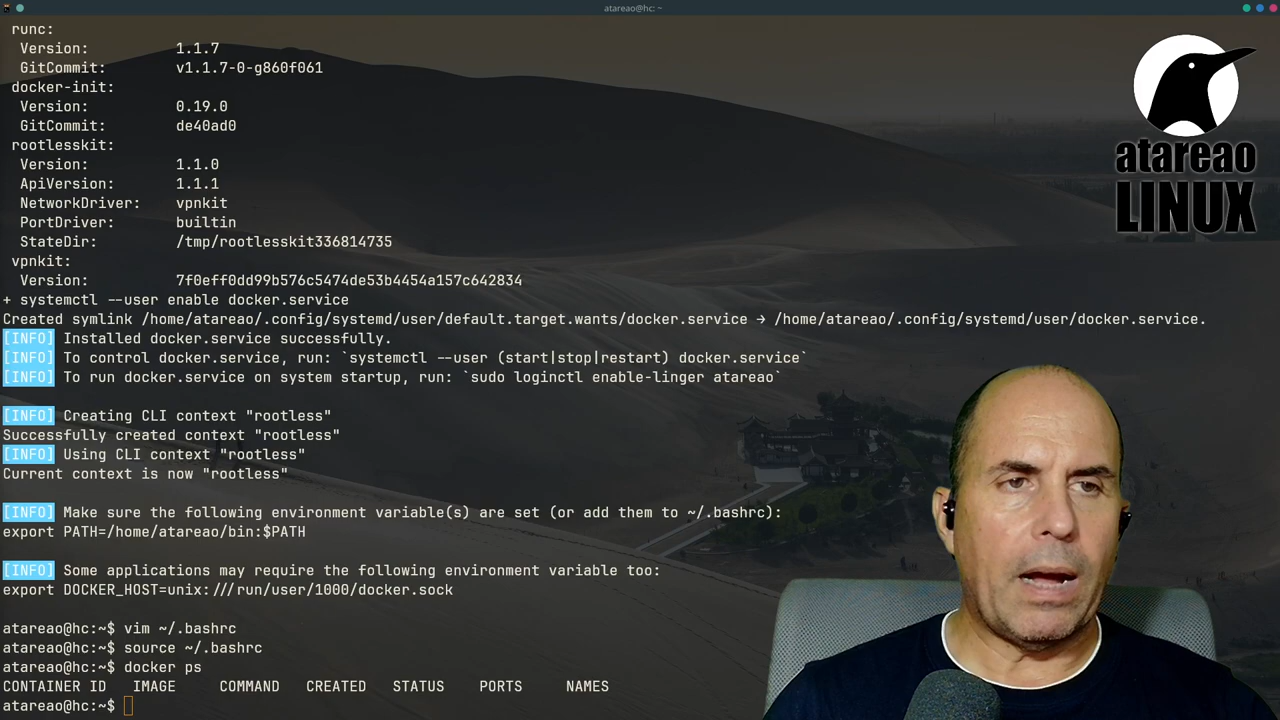 atareao@hc: ~
runc:
Version: 1.1.7
GitCommit: v1.1.7-0-g860f061
docker-init:
Version: 0.19.0
GitCommit: de40ad0
rootlesskit:
Version: 1.1.0
ApiVersion: 1.1.1
NetworkDriver: vpnkit
PortDriver: builtin
StateDir: /tmp/rootlesskit336814735
vpnkit:
Version: 7f0eff0dd99b576c5474de53b4454a157c642834
+ systemctl --user enable docker.service
Created symlink /home/atareao/.config/systemd/user/default.target.wants/docker.service → /home/atareao/.config/systemd/user/docker.service.
[INFO] Installed docker.service successfully.
[INFO] To control docker.service, run: `systemctl --user (start|stop|restart) docker.service`
[INFO] To run docker.service on system startup, run: `sudo loginctl enable-linger atareao`
[INFO] Creating CLI context "rootless"
Successfully created context "rootless"
[INFO] Using CLI context "rootless"
Current context is now "rootless"
[INFO] Make sure the following environment variable(s) are set (or add them to ~/.bashrc):
export PATH=/home/atareao/bin:$PATH
[INFO] Some applications may require the following environment variable too:
export DOCKER_HOST=unix:///run/user/1000/docker.sock
atareao@hc:~$ vim ~/.bashrc
atareao@hc:~$ source ~/.bashrc
atareao@hc:~$ docker ps
CONTAINER ID IMAGE COMMAND CREATED STATUS PORTS NAMES
atareao@hc:~$
atareao
LINUX